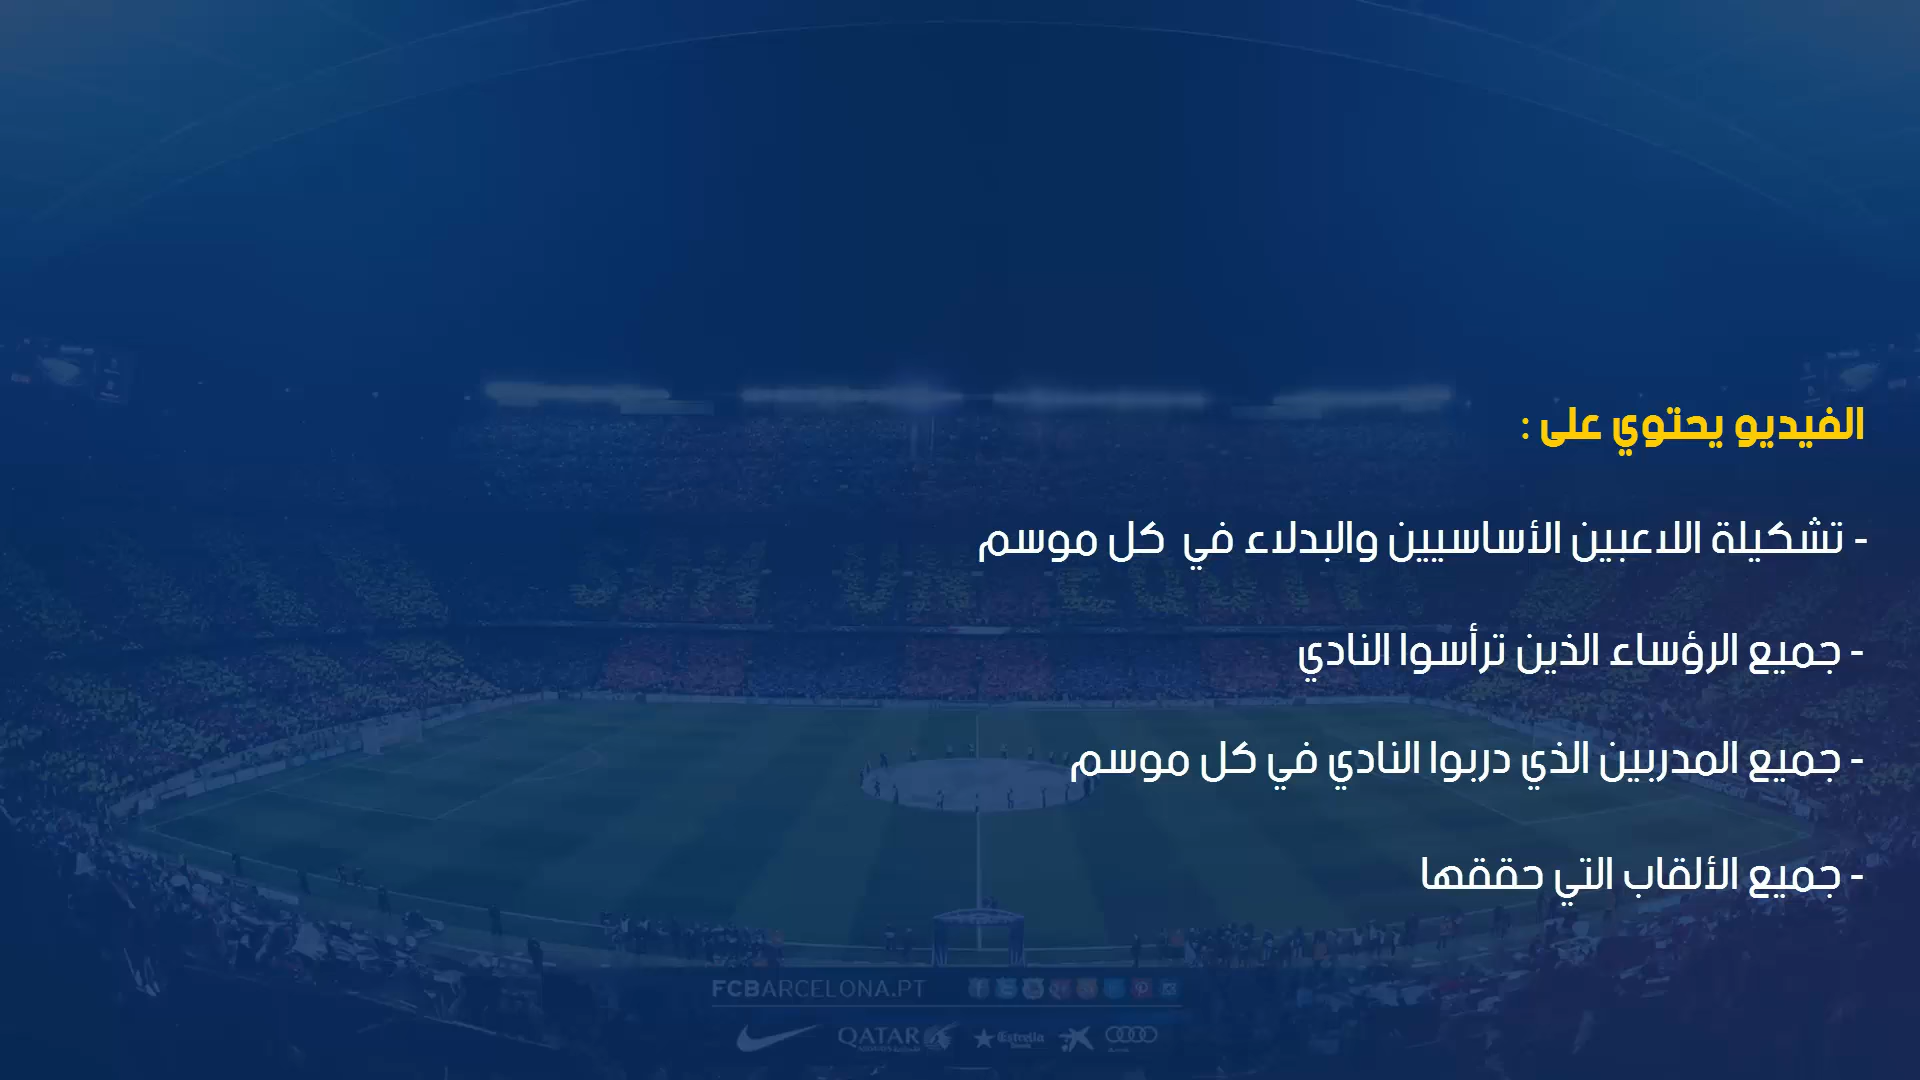 الفيديو يحتوي على :
- تشكيلة اللاعبين الأساسيين والبدلاء في كل موسم
- جميع الرؤساء الذين ترأسوا النادي
- جميع المدربين الذي دربوا النادي في كل موسم
- جميع الألقاب التي حققها
FCBARCELONA.PT
QATAR
Estrella